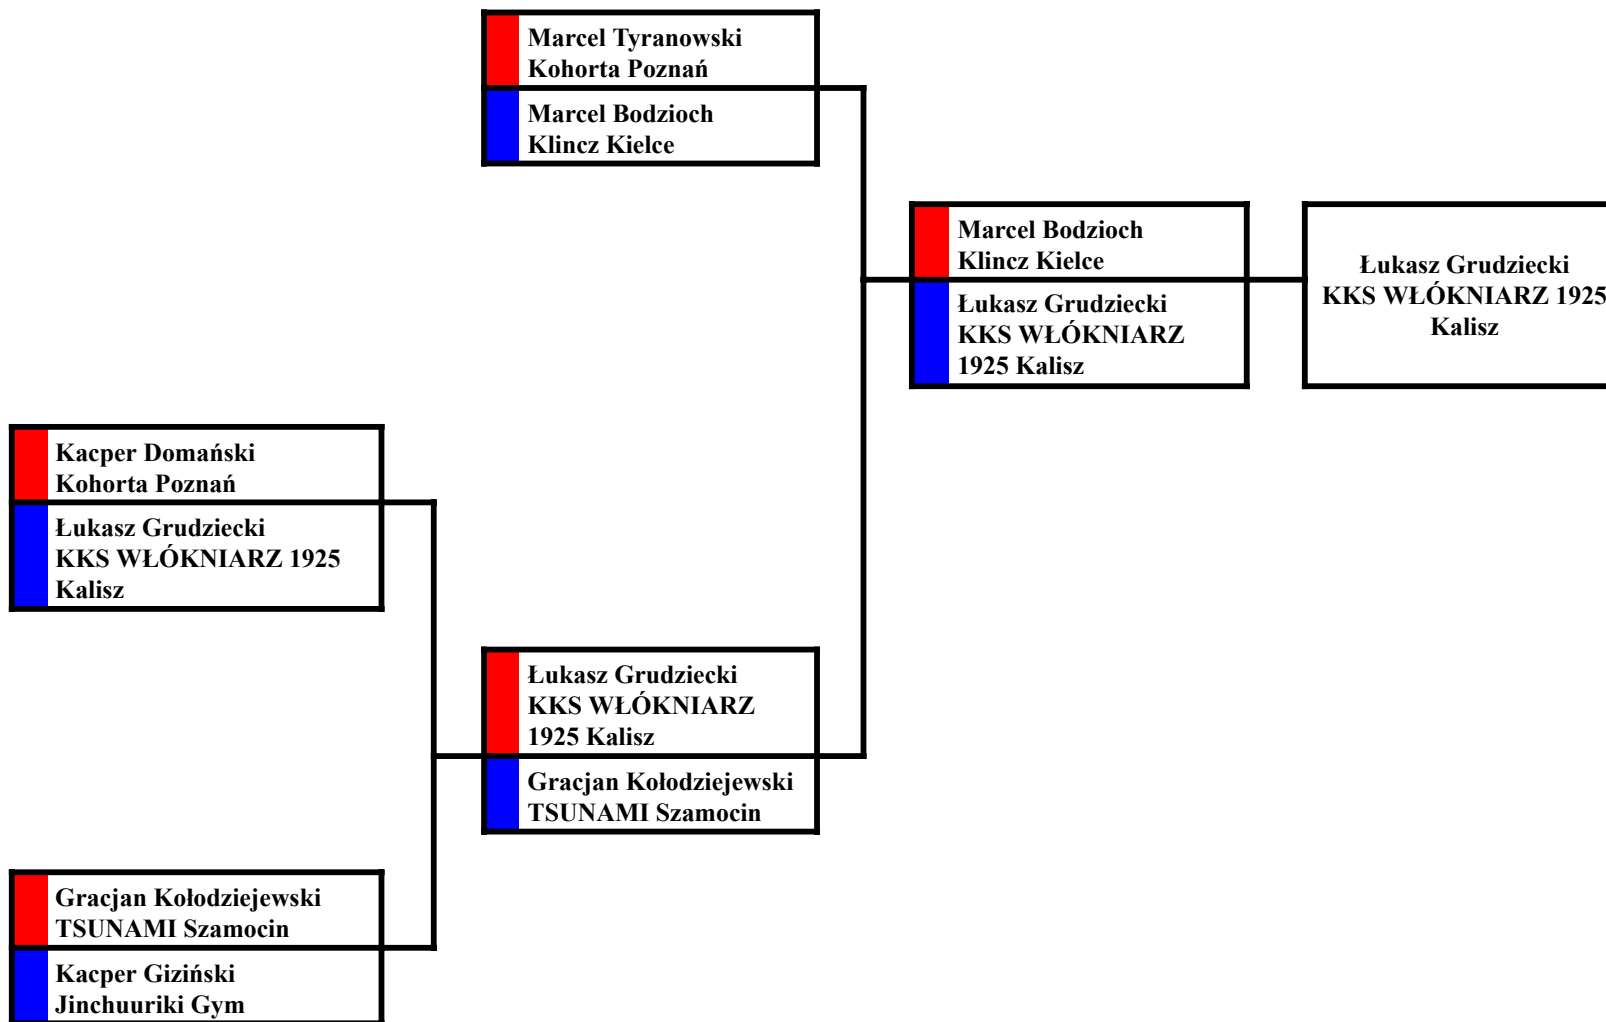 Marcel Tyranowski
Kohorta Poznań
Marcel Bodzioch
Klincz Kielce
Marcel Bodzioch
Klincz Kielce
Łukasz Grudziecki
KKS WŁÓKNIARZ
1925 Kalisz
Łukasz Grudziecki
KKS WŁÓKNIARZ 1925
Kalisz
Kacper Domański
Kohorta Poznań
Łukasz Grudziecki
KKS WŁÓKNIARZ 1925
Kalisz
Łukasz Grudziecki
KKS WŁÓKNIARZ
1925 Kalisz
Gracjan Kołodziejewski
TSUNAMI Szamocin
Gracjan Kołodziejewski
TSUNAMI Szamocin
Kacper Giziński
Jinchuuriki Gym